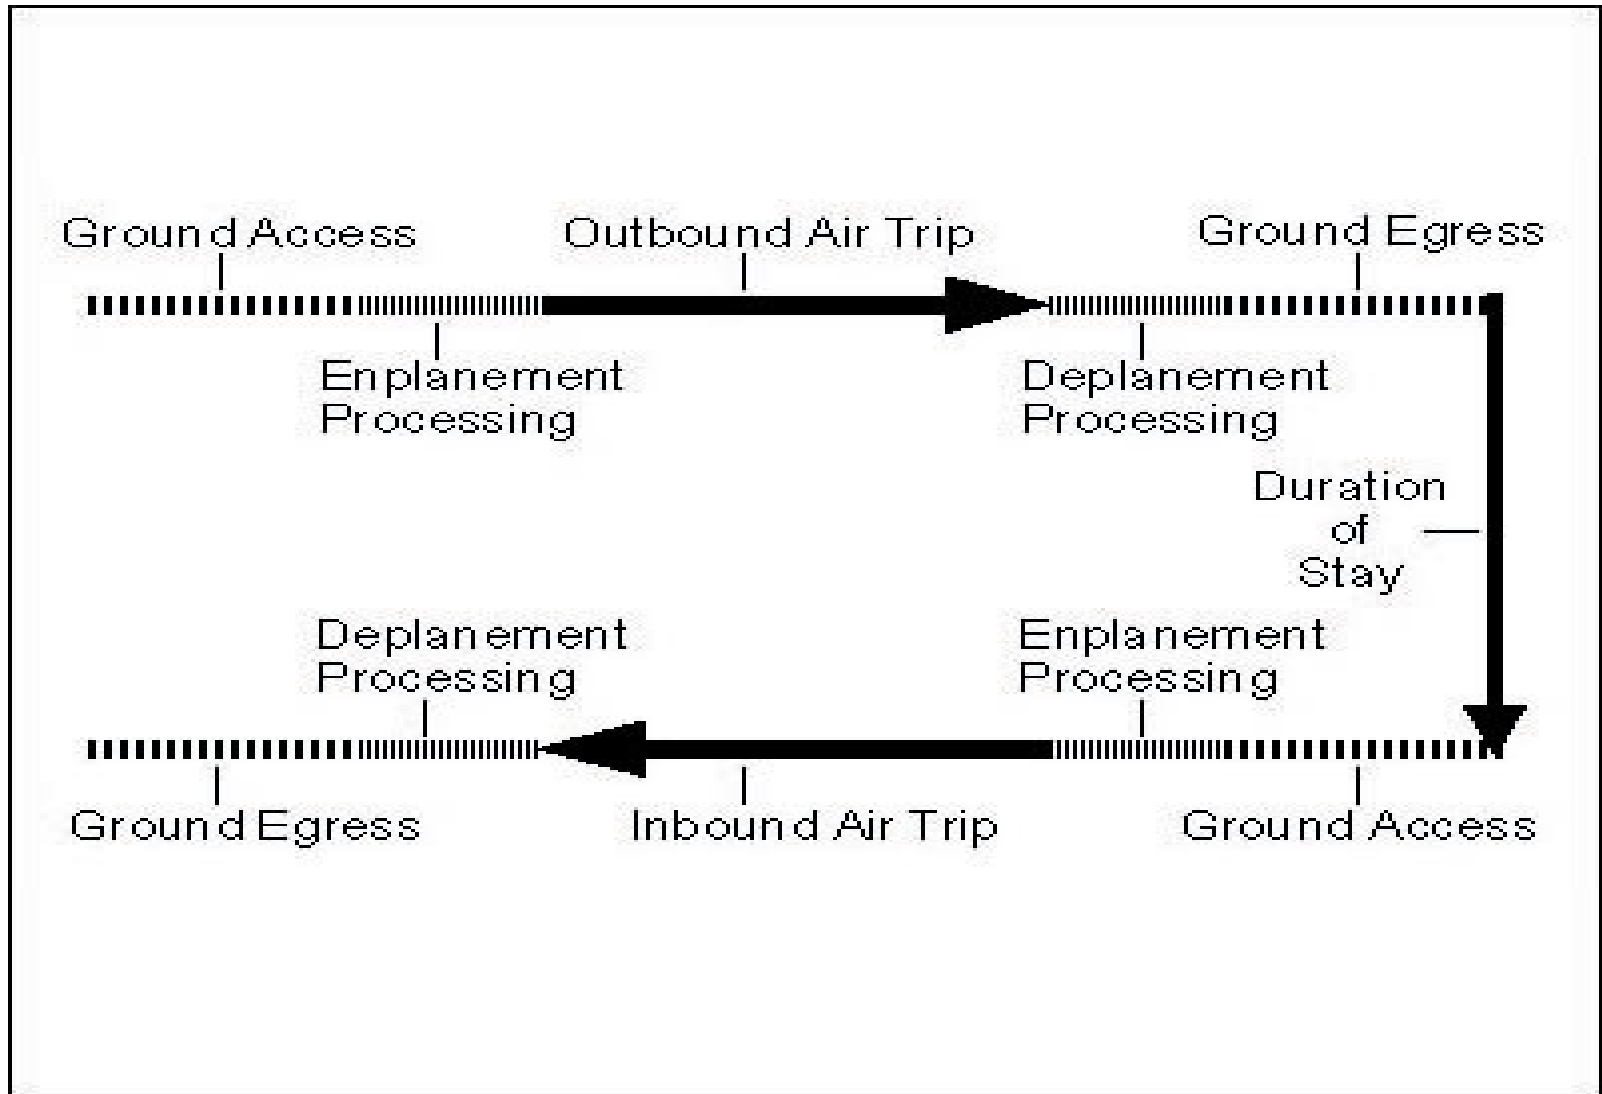 Ground Access
Outbound Air Trip
Ground Egress
Enplanement
Processing
Deplanement
Processing
Duration
of
Stay
Deplanement
Processing
Enplanement
Processing
Ground Egress
Inbound Air Trip
Ground Access